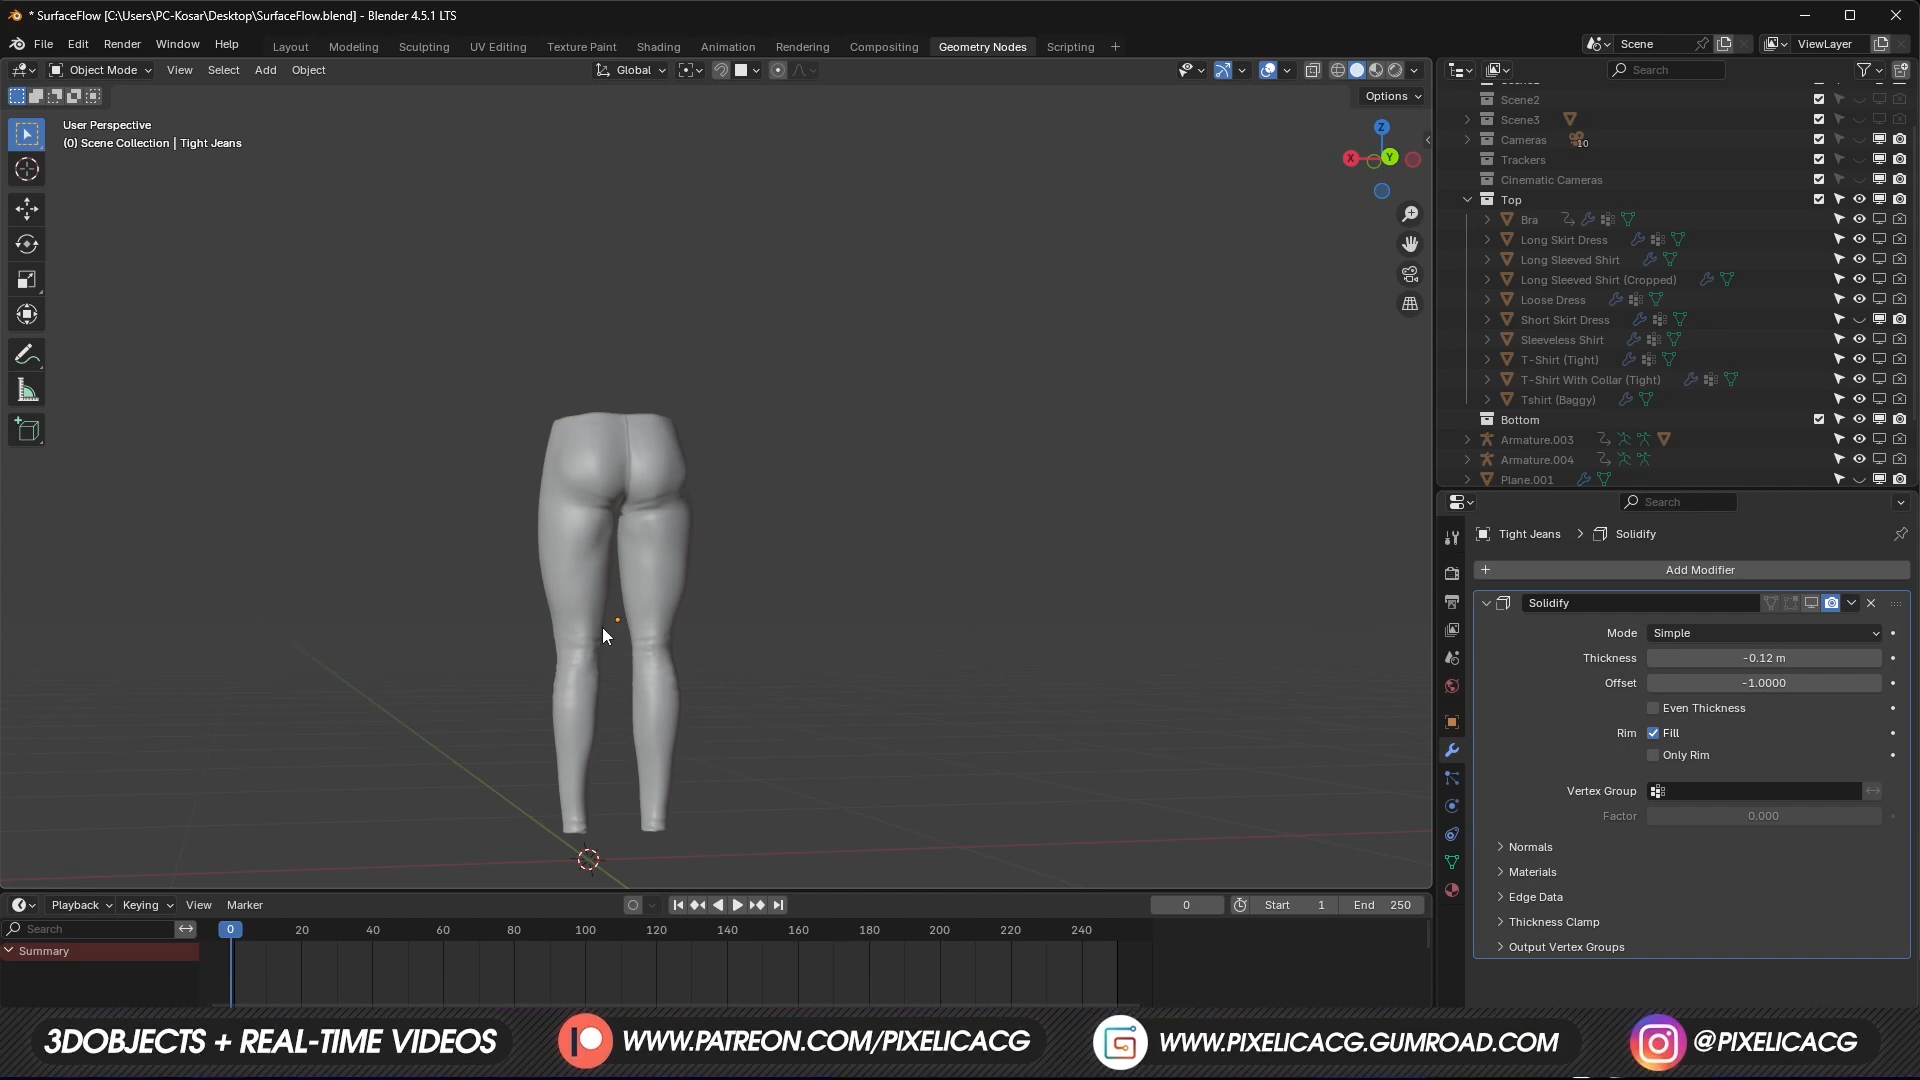 * SurfaceFlow [C:\Users\PC-Kosar\Desktop\SurfaceFlow.blend] - Blender 4.5.1 LTS
File Edit Render Window Help Layout Modeling Sculpting UV Editing Texture Paint Shading Animation Rendering Compositing Geometry Nodes Scripting + Scene ViewLayer
Object Mode View Select Add Object Global Search
Options
User Perspective
(0) Scene Collection | Tight Jeans
Z
X
Y
Scene2
Scene3
Cameras 10
Trackers
Cinematic Cameras
Top
Bra
Long Skirt Dress
Long Sleeved Shirt
Long Sleeved Shirt (Cropped)
Loose Dress
Short Skirt Dress
Sleeveless Shirt
T-Shirt (Tight)
T-Shirt With Collar (Tight)
Tshirt (Baggy)
Bottom
Armature.003
Armature.004
Plane.001
Search
Tight Jeans > Solidify
+ Add Modifier
Solidify
Mode Simple
Thickness -0.12 m
Offset -1.0000
Even Thickness
Rim Fill
Only Rim
Vertex Group
Factor 0.000
Normals
Materials
Edge Data
Thickness Clamp
Output Vertex Groups
Playback Keying View Marker 0 Start 1 End 250
Search 0 20 40 60 80 100 120 140 160 180 200 220 240
Summary
3DOBJECTS + REAL-TIME VIDEOS WWW.PATREON.COM/PIXELICACG WWW.PIXELICACG.GUMROAD.COM @PIXELICACG